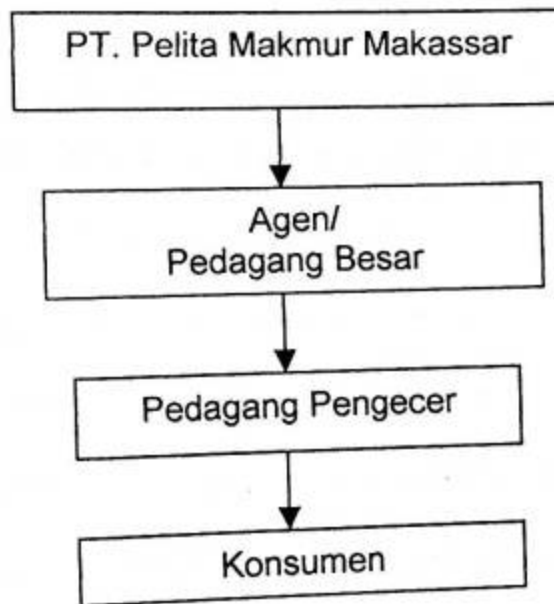 PT. Pelita Makmur Makassar
Agen/
Pedagang Besar
Pedagang Pengecer
Konsumen